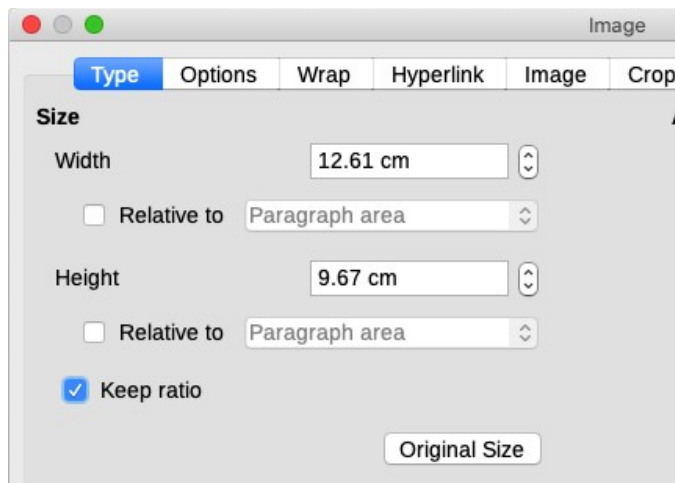 Image
Type Options Wrap Hyperlink Image Crop
Size
Width 12.61 cm
Relative to Paragraph area
Height 9.67 cm
Relative to Paragraph area
Keep ratio
Original Size